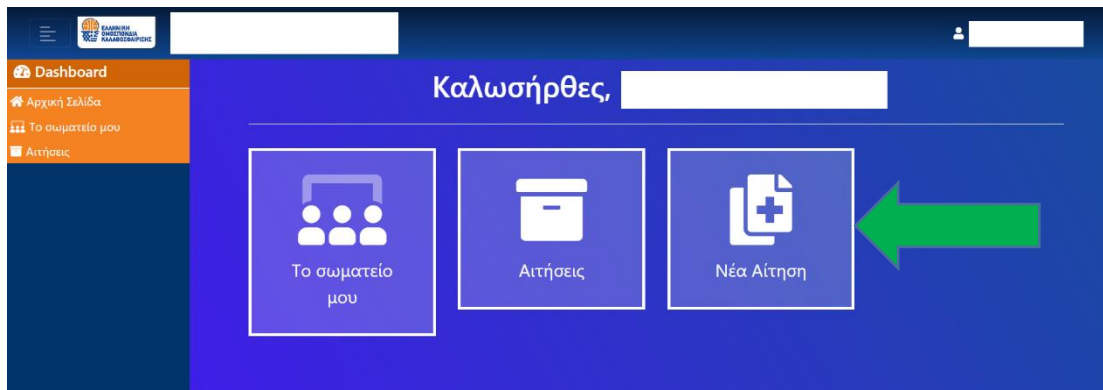 ΕΛΛΗΝΙΚΗ
ΟΜΟΣΠΟΝΔΙΑ
ΚΑΛΑΘΟΣΦΑΙΡΙΣΗΣ
Dashboard
Αρχική Σελίδα
Το σωματείο μου
Αιτήσεις
Καλωσήρθες,
Το σωματείο
μου
Αιτήσεις
Νέα Αίτηση